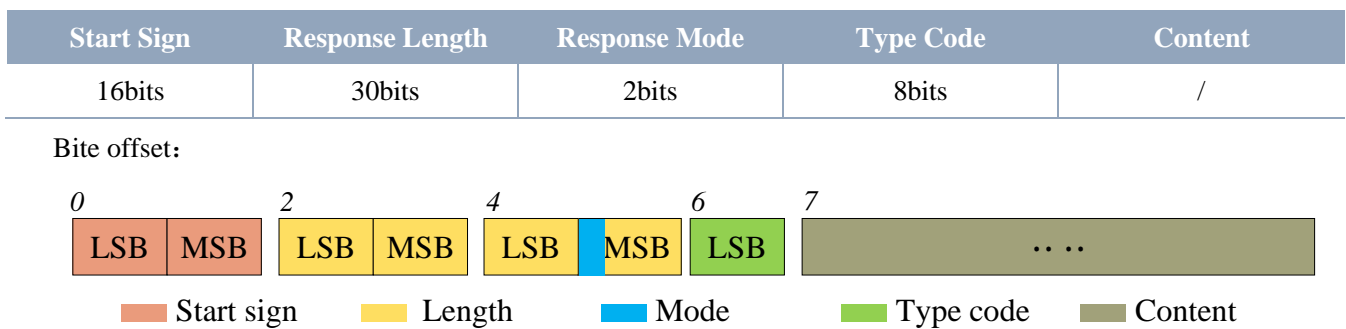 Start Sign Response Length Response Mode Type Code Content
16bits 30bits 2bits 8bits /
Bite offset：
0 2 4 6 7
LSB MSB LSB MSB LSB MSB LSB ‥‥
Start sign Length Mode Type code Content